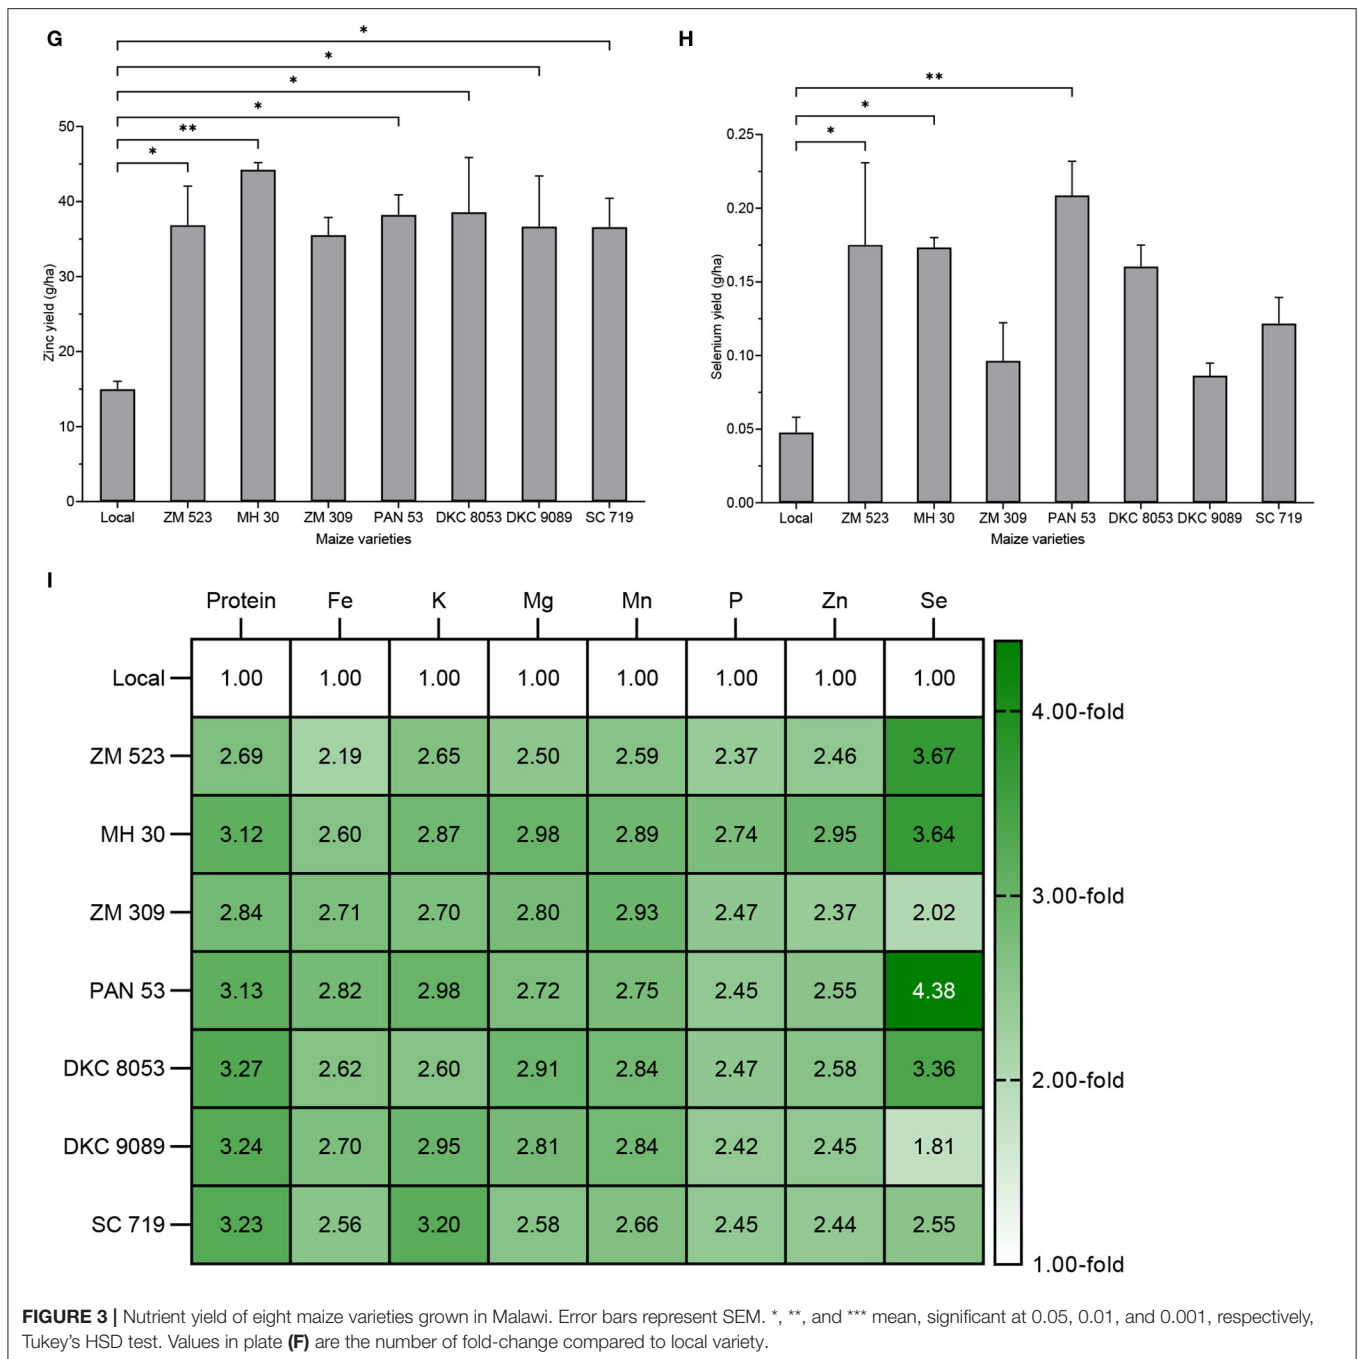 G
*
*
*
*
**
*
50
40
30
20
10
0
Zinc yield (g/ha)
Local ZM 523 MH 30 ZM 309 PAN 53 DKC 8053 DKC 9089 SC 719
Maize varieties
H
**
*
*
0.25
0.20
0.15
0.10
0.05
0.00
Selenium yield (g/ha)
Local ZM 523 MH 30 ZM 309 PAN 53 DKC 8053 DKC 9089 SC 719
Maize varieties
I
Protein Fe K Mg Mn P Zn Se
Local 1.00 1.00 1.00 1.00 1.00 1.00 1.00 1.00
ZM 523 2.69 2.19 2.65 2.50 2.59 2.37 2.46 3.67
MH 30 3.12 2.60 2.87 2.98 2.89 2.74 2.95 3.64
ZM 309 2.84 2.71 2.70 2.80 2.93 2.47 2.37 2.02
PAN 53 3.13 2.82 2.98 2.72 2.75 2.45 2.55 4.38
DKC 8053 3.27 2.62 2.60 2.91 2.84 2.47 2.58 3.36
DKC 9089 3.24 2.70 2.95 2.81 2.84 2.42 2.45 1.81
SC 719 3.23 2.56 3.20 2.58 2.66 2.45 2.44 2.55
4.00-fold
3.00-fold
2.00-fold
1.00-fold
FIGURE 3 | Nutrient yield of eight maize varieties grown in Malawi. Error bars represent SEM. *, **, and *** mean, significant at 0.05, 0.01, and 0.001, respectively,
Tukey's HSD test. Values in plate (F) are the number of fold-change compared to local variety.